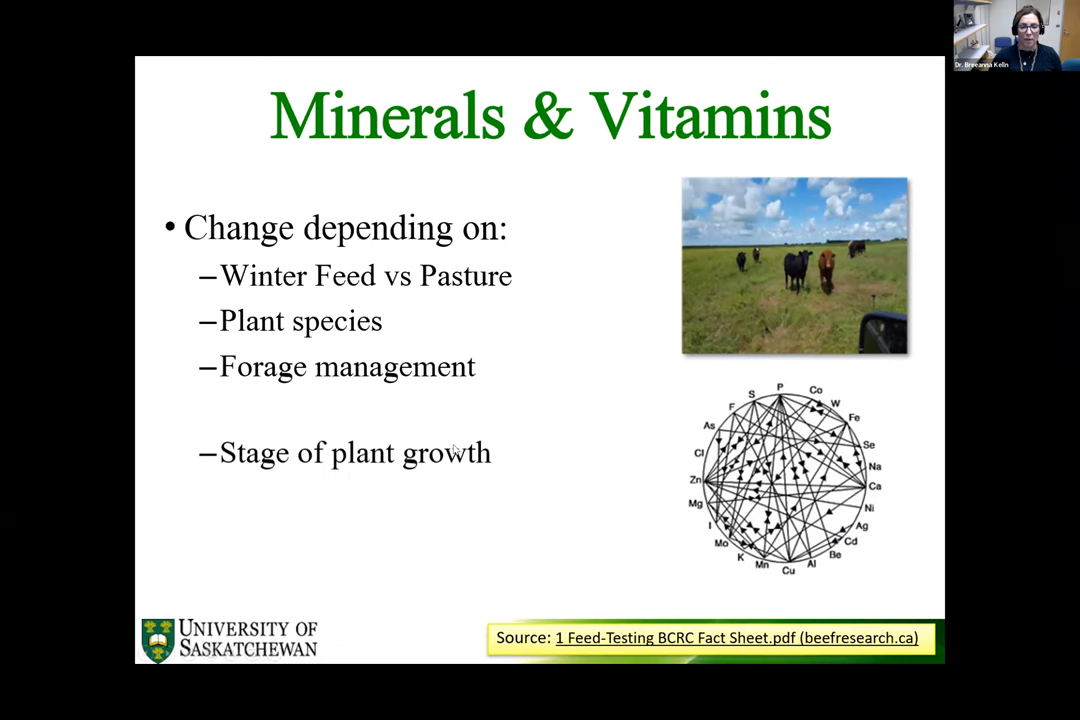 Dr. Breeanna Kelln
Minerals & Vitamins
• Change depending on:
–Winter Feed vs Pasture
–Plant species
–Forage management
–Stage of plant growth
P
Co
W
Fe
Se
Na
Ca
Ni
Ag
Cd
Be
Al
Cu
Mn
K
Mo
I
Mg
Zn
Cl
As
F
S
UNIVERSITY OF
SASKATCHEWAN
Source: 1 Feed-Testing BCRC Fact Sheet.pdf (beefresearch.ca)